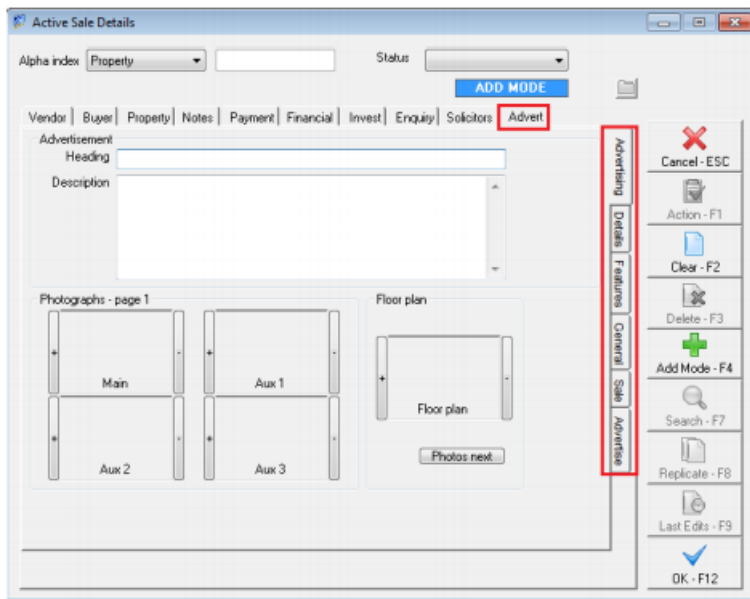 Active Sale Details
Alpha index Property Status
ADD MODE
Vendor Buyer Property Notes Payment Financial Invest Enquiry Solicitors Advert
Advertisement
Heading
Description
Photographs - page 1
+ - Main
+ - Aux 1
+ - Aux 2
+ - Aux 3
Floor plan
+ - Floor plan
Photos next
Advertising
Details
Features
General
Sale
Advertise
Cancel - ESC
Action - F1
Clear - F2
Delete - F3
Add Mode - F4
Search - F7
Replicate - F8
Last Edits - F9
OK - F12